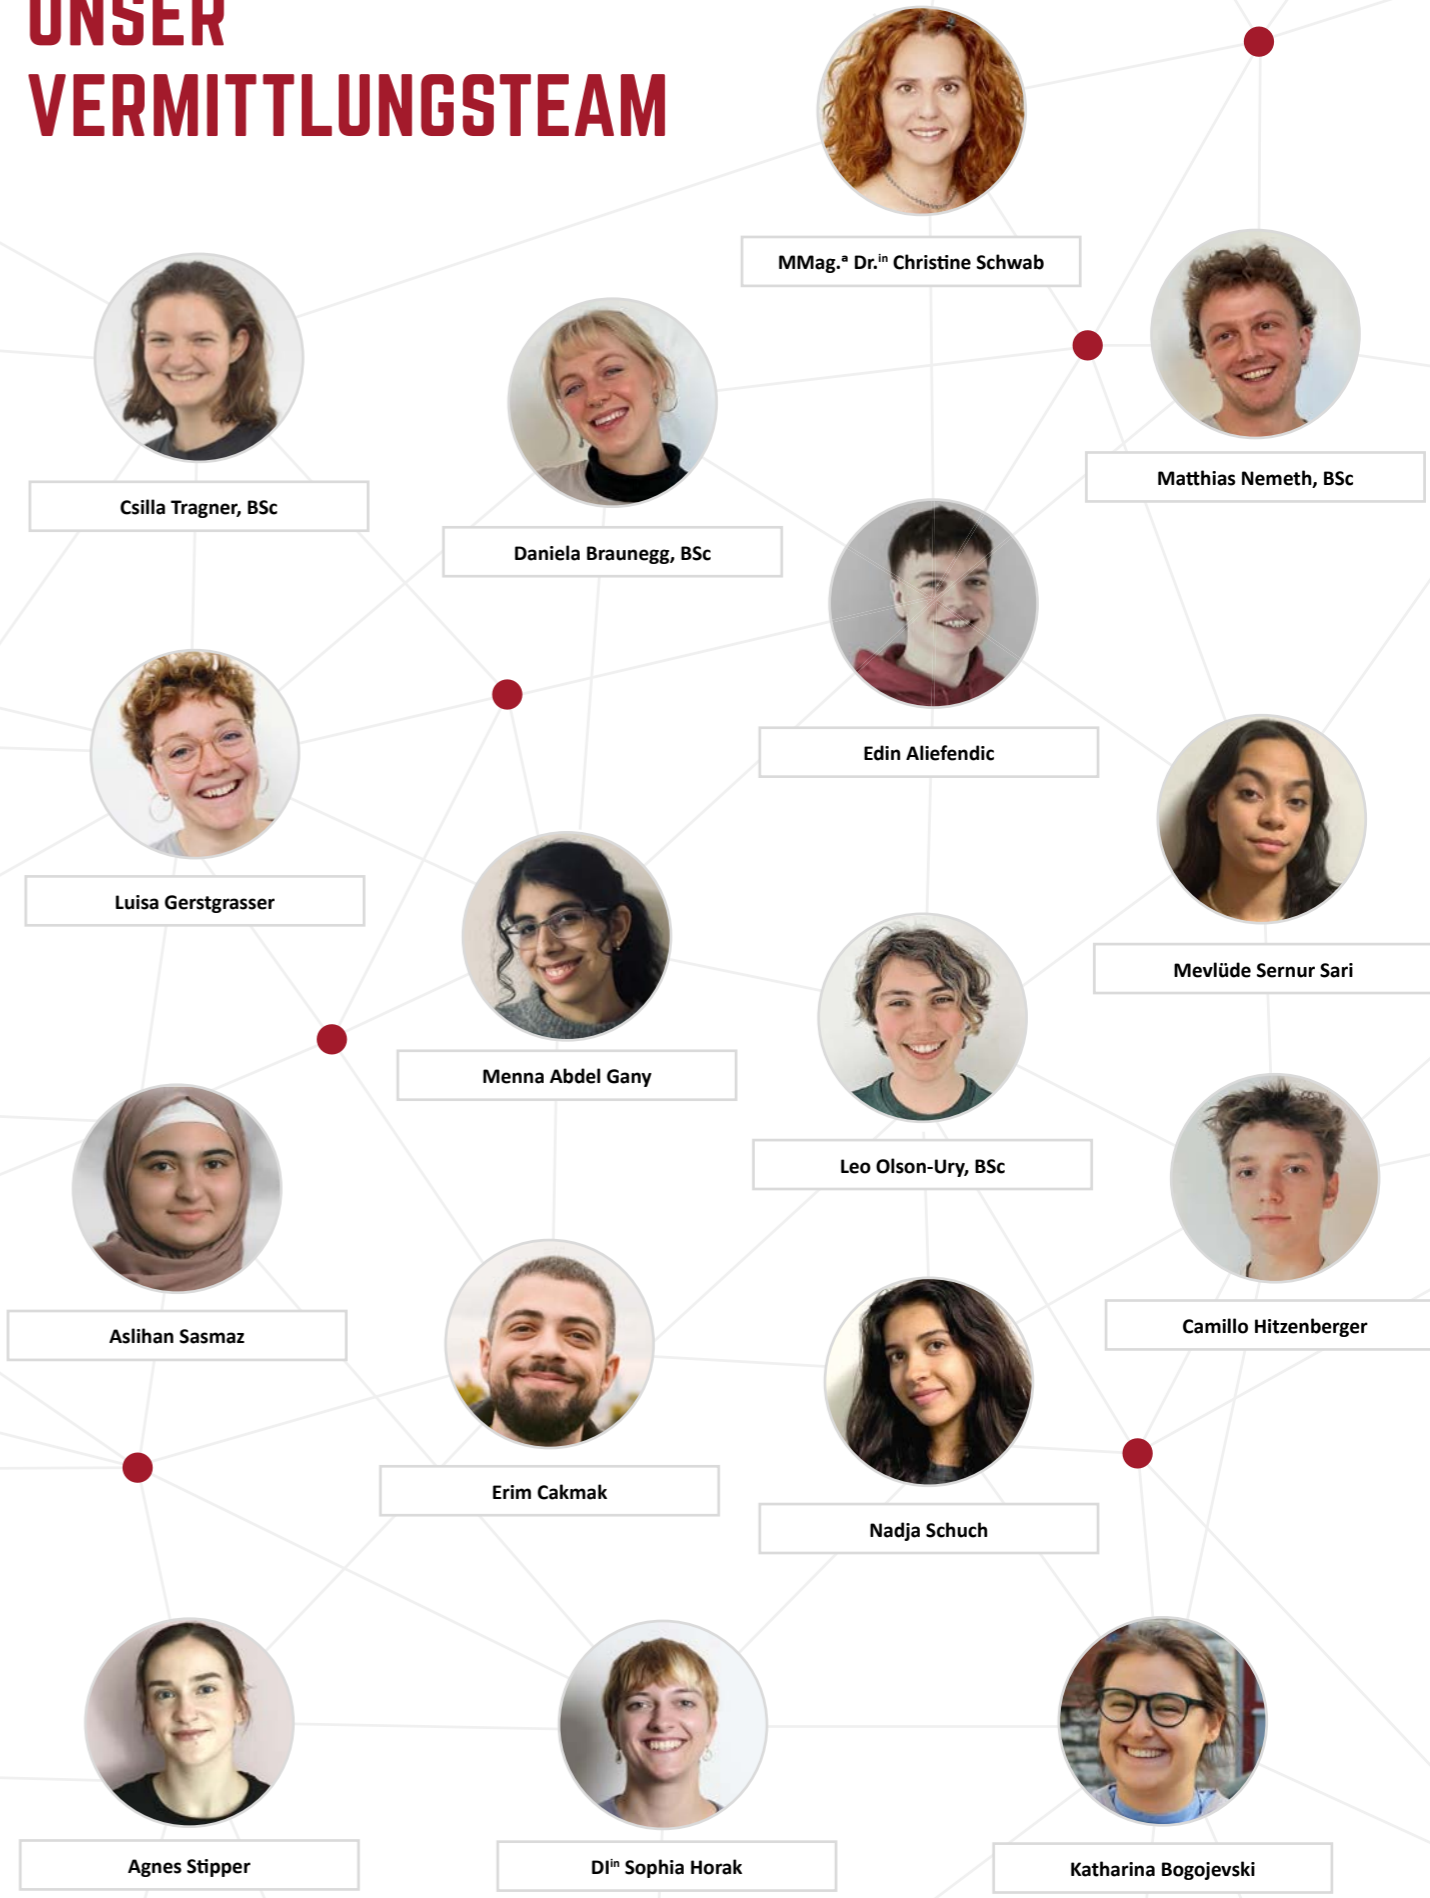 UNSER
VERMITTLUNGSTEAM
MMag.ª Dr.ⁱⁿ Christine Schwab
Csilla Tragner, BSc
Daniela Braunegg, BSc
Matthias Nemeth, BSc
Edin Aliefendic
Luisa Gerstgrasser
Mevlüde Sernur Sari
Menna Abdel Gany
Leo Olson-Ury, BSc
Aslihan Sasmaz
Camillo Hitzenberger
Erim Cakmak
Nadja Schuch
Agnes Stipper
DIⁱⁿ Sophia Horak
Katharina Bogojevski